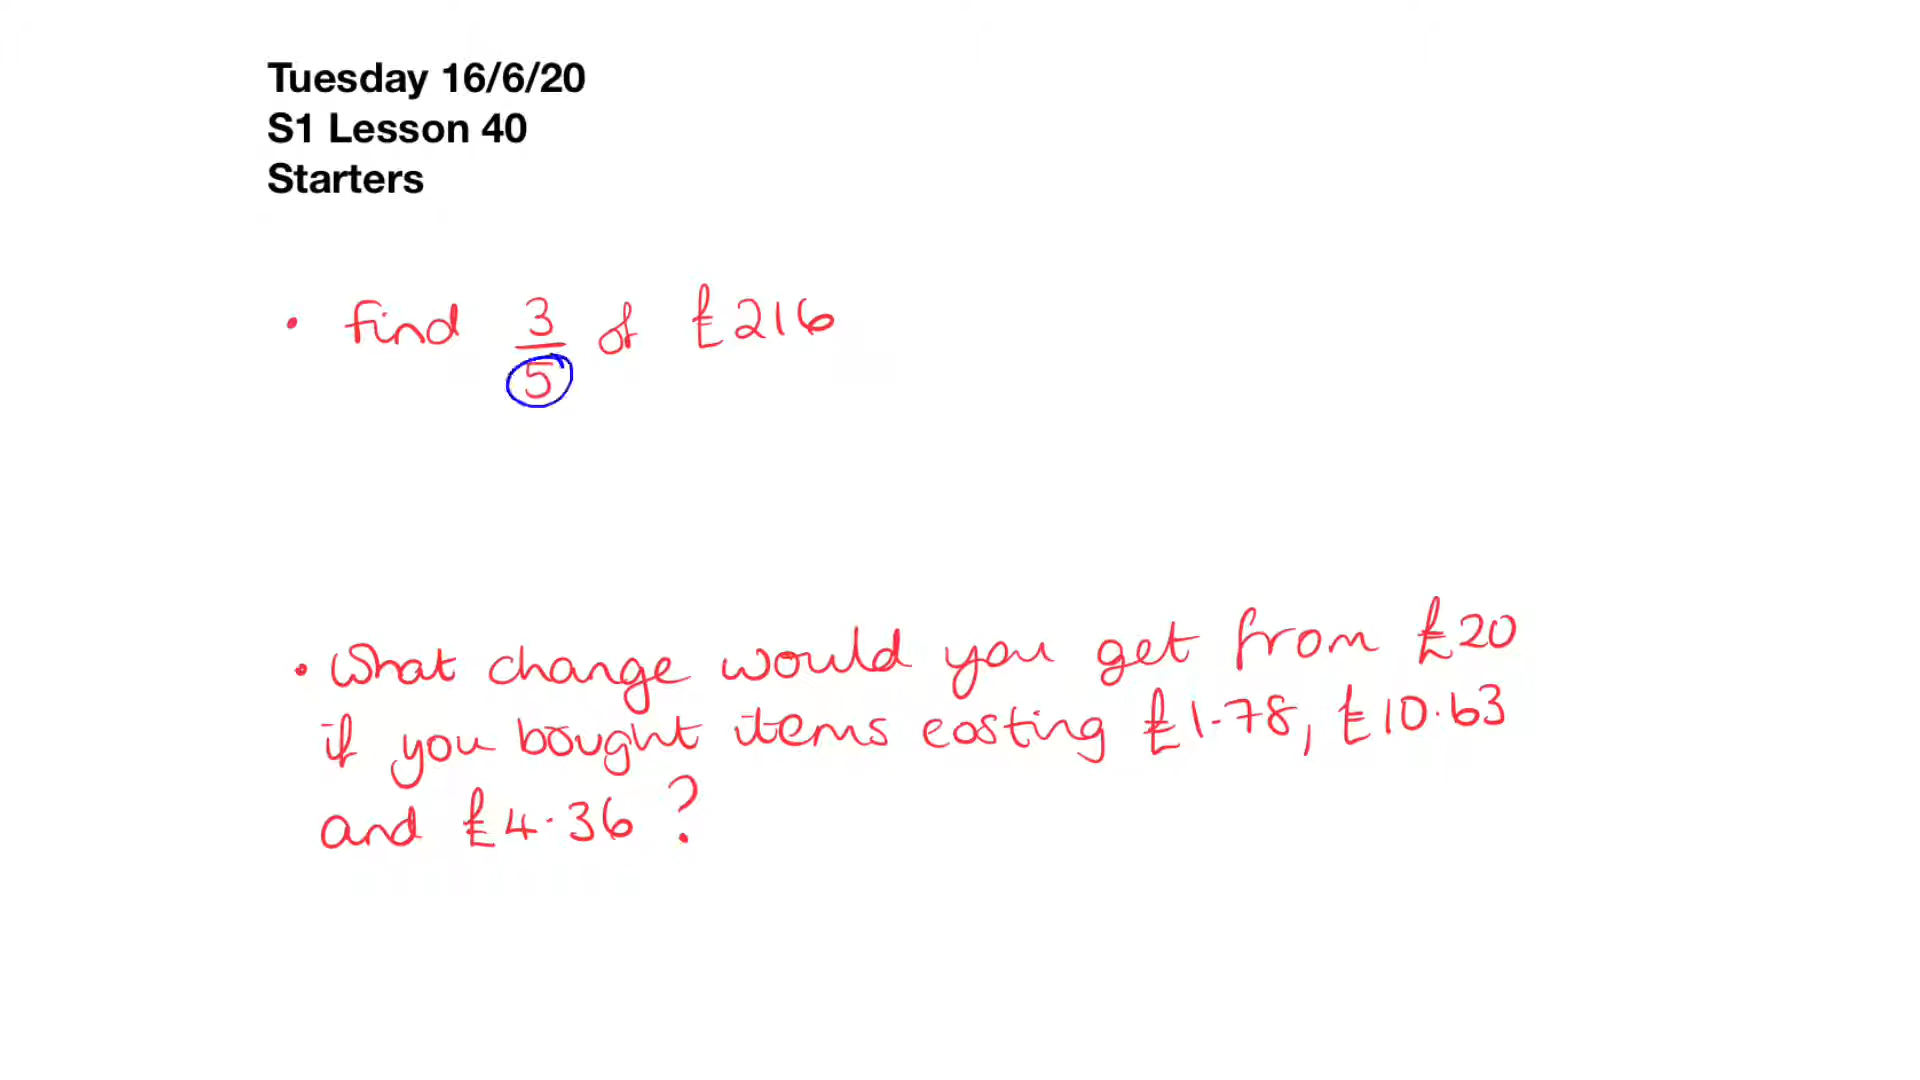 Tuesday 16/6/20
S1 Lesson 40
Starters
• find 3/5 of £216
• What change would you get from £20
if you bought items costing £1.78, £10.63
and £4.36 ?